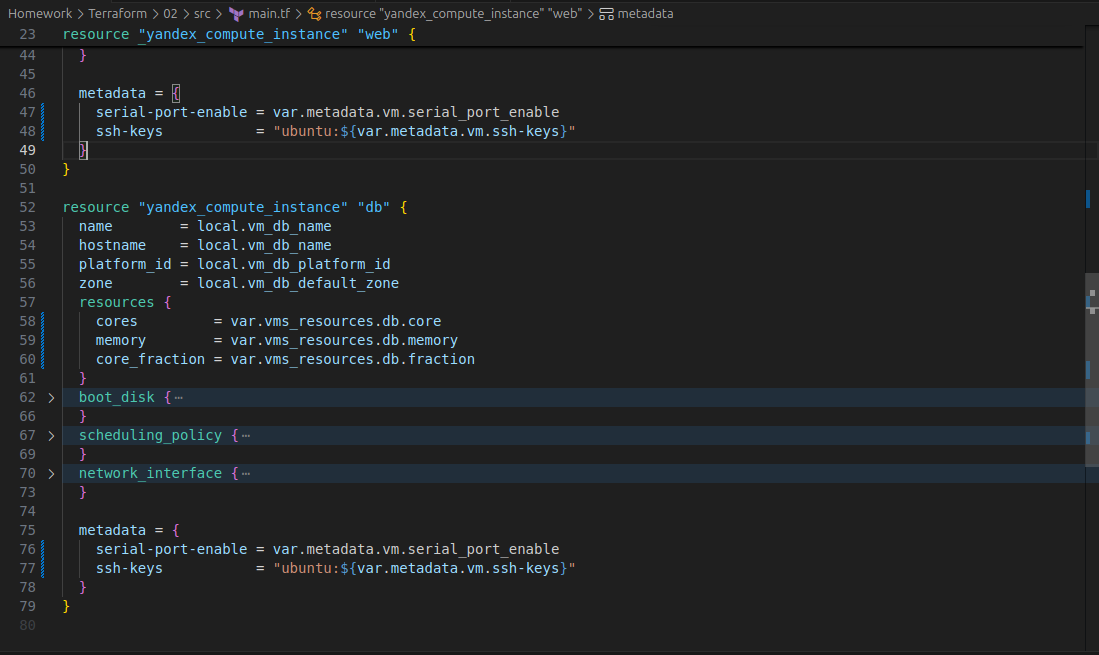 Homework > Terraform > 02 > src > main.tf > resource "yandex_compute_instance" "web" > metadata
23 resource "yandex_compute_instance" "web" {
44   }
45
46   metadata = {
47     serial-port-enable = var.metadata.vm.serial_port_enable
48     ssh-keys           = "ubuntu:${var.metadata.vm.ssh-keys}"
49   }
50 }
51
52 resource "yandex_compute_instance" "db" {
53   name        = local.vm_db_name
54   hostname    = local.vm_db_name
55   platform_id = local.vm_db_platform_id
56   zone        = local.vm_db_default_zone
57   resources {
58     cores         = var.vms_resources.db.core
59     memory        = var.vms_resources.db.memory
60     core_fraction = var.vms_resources.db.fraction
61   }
62 > boot_disk {⋯
66   }
67 > scheduling_policy {⋯
69   }
70 > network_interface {⋯
73   }
74
75   metadata = {
76     serial-port-enable = var.metadata.vm.serial_port_enable
77     ssh-keys           = "ubuntu:${var.metadata.vm.ssh-keys}"
78   }
79 }
80